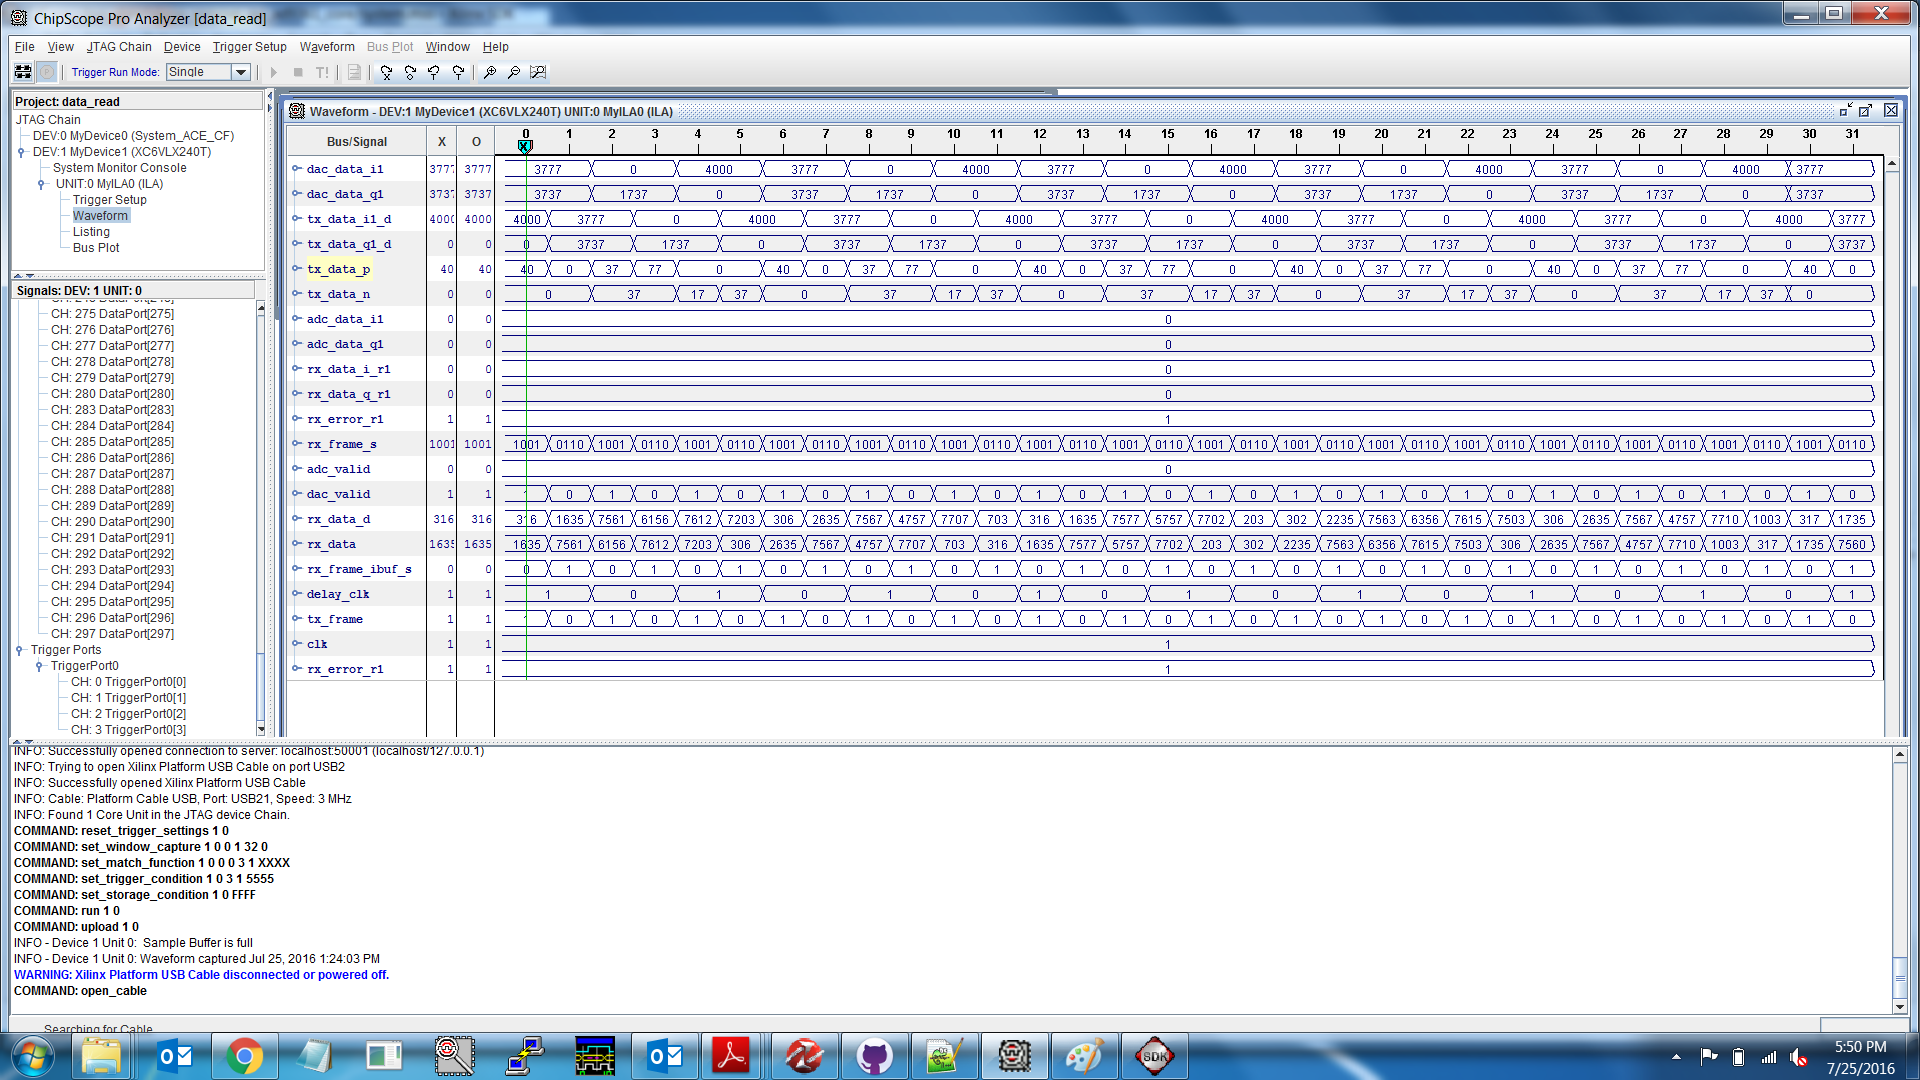 ChipScope Pro Analyzer [data_read]
File View JTAG Chain Device Trigger Setup Waveform Bus Plot Window Help
Trigger Run Mode: Single T!
Project: data_read
JTAG Chain
DEV:0 MyDevice0 (System_ACE_CF)
DEV:1 MyDevice1 (XC6VLX240T)
System Monitor Console
UNIT:0 MyILA0 (ILA)
Trigger Setup
Waveform
Listing
Bus Plot
Signals: DEV: 1 UNIT: 0
CH: 275 DataPort[275]
CH: 276 DataPort[276]
CH: 277 DataPort[277]
CH: 278 DataPort[278]
CH: 279 DataPort[279]
CH: 280 DataPort[280]
CH: 283 DataPort[283]
CH: 284 DataPort[284]
CH: 285 DataPort[285]
CH: 286 DataPort[286]
CH: 287 DataPort[287]
CH: 288 DataPort[288]
CH: 289 DataPort[289]
CH: 290 DataPort[290]
CH: 291 DataPort[291]
CH: 292 DataPort[292]
CH: 293 DataPort[293]
CH: 294 DataPort[294]
CH: 295 DataPort[295]
CH: 296 DataPort[296]
CH: 297 DataPort[297]
Trigger Ports
TriggerPort0
CH: 0 TriggerPort0[0]
CH: 1 TriggerPort0[1]
CH: 2 TriggerPort0[2]
CH: 3 TriggerPort0[3]
Waveform - DEV:1 MyDevice1 (XC6VLX240T) UNIT:0 MyILA0 (ILA)
Bus/Signal X O 0 1 2 3 4 5 6 7 8 9 10 11 12 13 14 15 16 17 18 19 20 21 22 23 24 25 26 27 28 29 30 31
dac_data_i1 3777 3777 3777 0 4000 3777 0 4000 3777 0 4000 3777 0 4000 3777 0 4000 3777
dac_data_q1 3737 3737 3737 1737 0 3737 1737 0 3737 1737 0 3737 1737 0 3737 1737 0 3737
tx_data_i1_d 4000 4000 4000 3777 0 4000 3777 0 4000 3777 0 4000 3777 0 4000 3777 0 4000 3777
tx_data_q1_d 0 0 0 3737 1737 0 3737 1737 0 3737 1737 0 3737 1737 0 3737 1737 0 3737
tx_data_p 40 40 40 0 37 77 0 40 0 37 77 0 40 0 37 77 0 40 0 37 77 0 40 0 37 77 0 40 0
tx_data_n 0 0 0 37 17 37 0 37 17 37 0 37 17 37 0 37 17 37 0 37 17 37 0
adc_data_i1 0 0 0
adc_data_q1 0 0 0
rx_data_i_r1 0 0 0
rx_data_q_r1 0 0 0
rx_error_r1 1 1 1
rx_frame_s 1001 1001 1001 0110 1001 0110 1001 0110 1001 0110 1001 0110 1001 0110 1001 0110 1001 0110 1001 0110 1001 0110 1001 0110 1001 0110 1001 0110 1001 0110 1001 0110 1001 0110
adc_valid 0 0 0
dac_valid 1 1 1 0 1 0 1 0 1 0 1 0 1 0 1 0 1 0 1 0 1 0 1 0 1 0 1 0 1 0 1 0 1 0
rx_data_d 316 316 316 1635 7561 6156 7612 7203 306 2635 7567 4757 7707 703 316 1635 7577 5757 7702 203 302 2235 7563 6356 7615 7503 306 2635 7567 4757 7710 1003 317 1735
rx_data 1635 1635 1635 7561 6156 7612 7203 306 2635 7567 4757 7707 703 316 1635 7577 5757 7702 203 302 2235 7563 6356 7615 7503 306 2635 7567 4757 7710 1003 317 1735 7560
rx_frame_ibuf_s 0 0 0 1 0 1 0 1 0 1 0 1 0 1 0 1 0 1 0 1 0 1 0 1 0 1 0 1 0 1 0 1 0 1
delay_clk 1 1 1 0 1 0 1 0 1 0 1 0 1 0 1 0 1 0 1
tx_frame 1 1 1 0 1 0 1 0 1 0 1 0 1 0 1 0 1 0 1 0 1 0 1 0 1 0 1 0 1 0 1 0 1 0
clk 1 1 1
rx_error_r1 1 1 1
INFO: Successfully opened connection to server: localhost:50001 (localhost/127.0.0.1)
INFO: Trying to open Xilinx Platform USB Cable on port USB2
INFO: Successfully opened Xilinx Platform USB Cable
INFO: Cable: Platform Cable USB, Port: USB21, Speed: 3 MHz
INFO: Found 1 Core Unit in the JTAG device Chain.
COMMAND: reset_trigger_settings 1 0
COMMAND: set_window_capture 1 0 0 1 32 0
COMMAND: set_match_function 1 0 0 0 3 1 XXXX
COMMAND: set_trigger_condition 1 0 3 1 5555
COMMAND: set_storage_condition 1 0 FFFF
COMMAND: run 1 0
COMMAND: upload 1 0
INFO - Device 1 Unit 0: Sample Buffer is full
INFO - Device 1 Unit 0: Waveform captured Jul 25, 2016 1:24:03 PM
WARNING: Xilinx Platform USB Cable disconnected or powered off.
COMMAND: open_cable
Searching for Cable
SDK
5:50 PM
7/25/2016